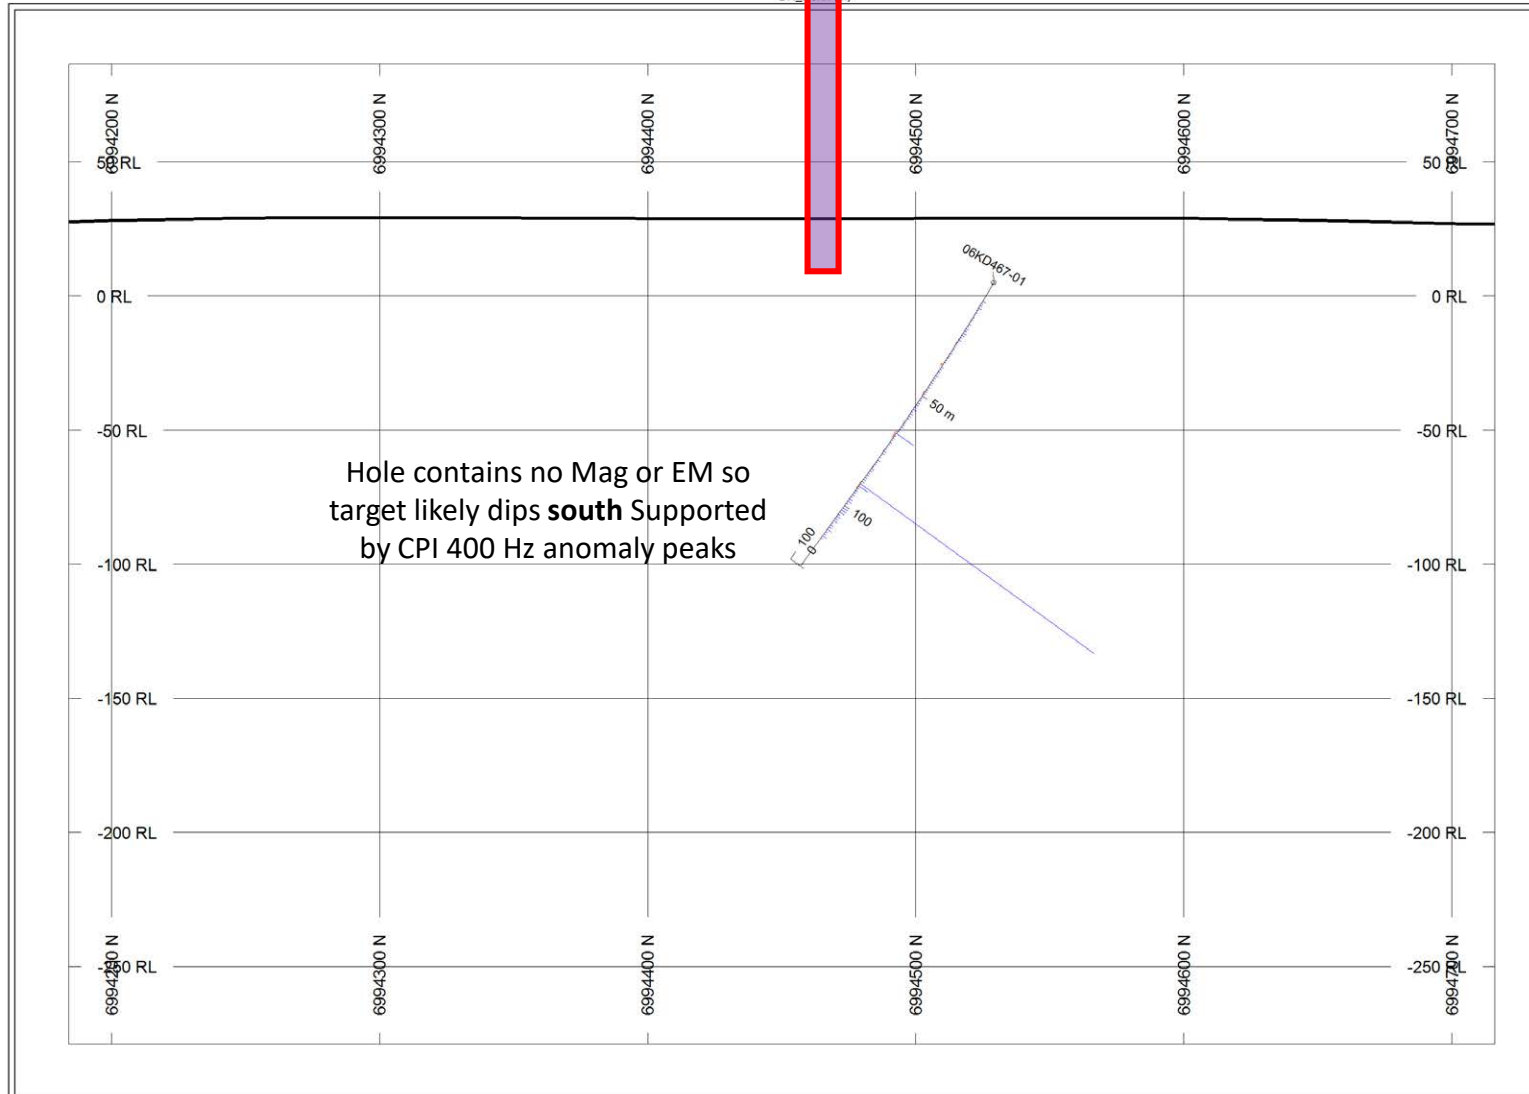 6994200 N
6994300 N
6994400 N
6994500 N
6994600 N
6994700 N
50 RL
50 RL
06KD467-01
0 RL
0 RL
50 m
-50 RL
-50 RL
Hole contains no Mag or EM so
target likely dips south Supported
by CPI 400 Hz anomaly peaks
100
100
0
-100 RL
-100 RL
-150 RL
-150 RL
-200 RL
-200 RL
-250 RL
-250 RL
6994200 N
6994300 N
6994400 N
6994500 N
6994600 N
6994700 N